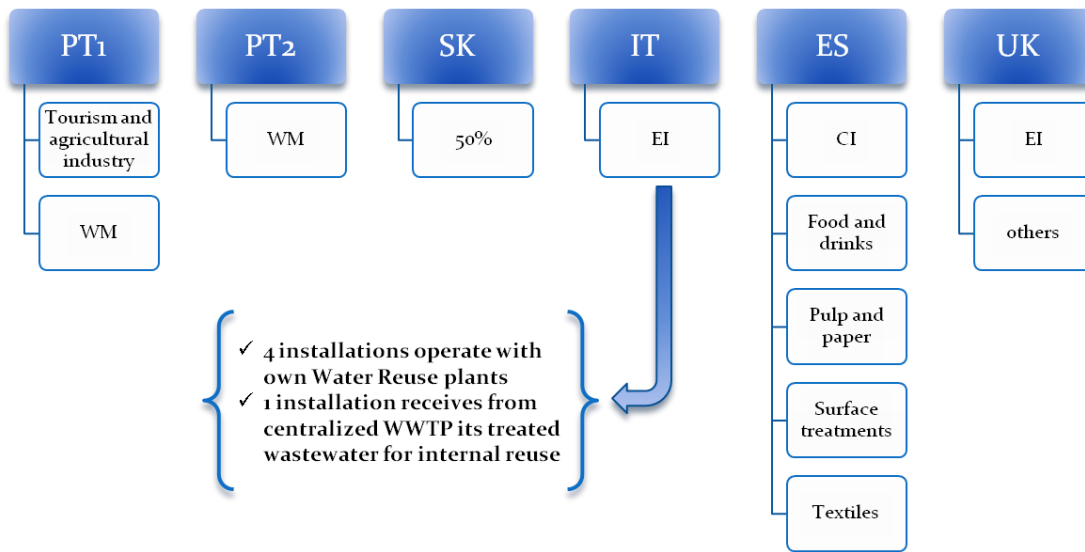 PT1
PT2
SK
IT
ES
UK
Tourism and
agricultural
industry
WM
50%
EI
CI
EI
WM
Food and
drinks
others
Pulp and
paper
✓ 4 installations operate with
own Water Reuse plants
✓ 1 installation receives from
centralized WWTP its treated
wastewater for internal reuse
Surface
treatments
Textiles